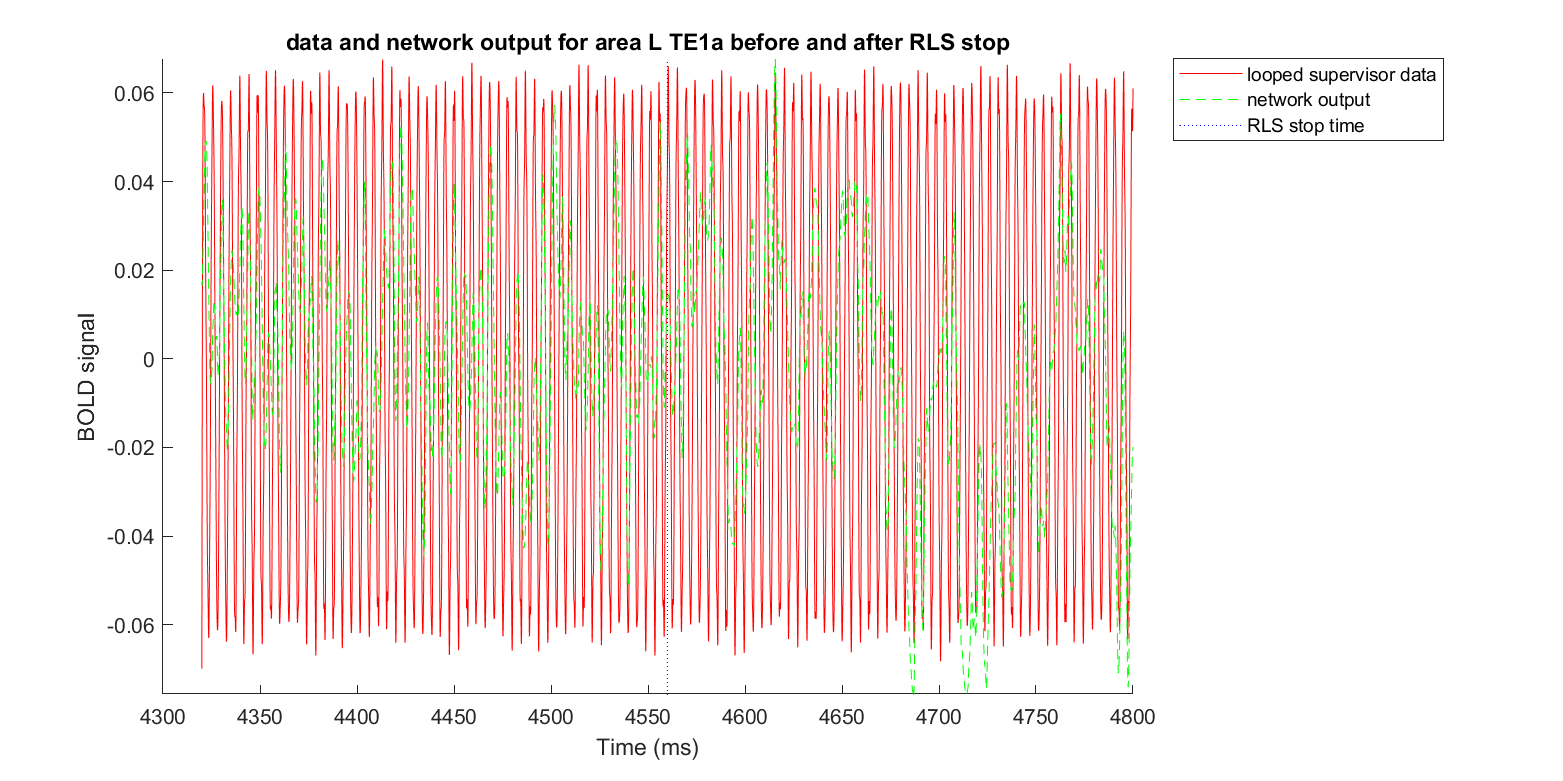 data and network output for area L TE1a before and after RLS stop
looped supervisor data
network output
RLS stop time
BOLD signal
0.06
0.04
0.02
0
-0.02
-0.04
-0.06
4300 4350 4400 4450 4500 4550 4600 4650 4700 4750 4800
Time (ms)